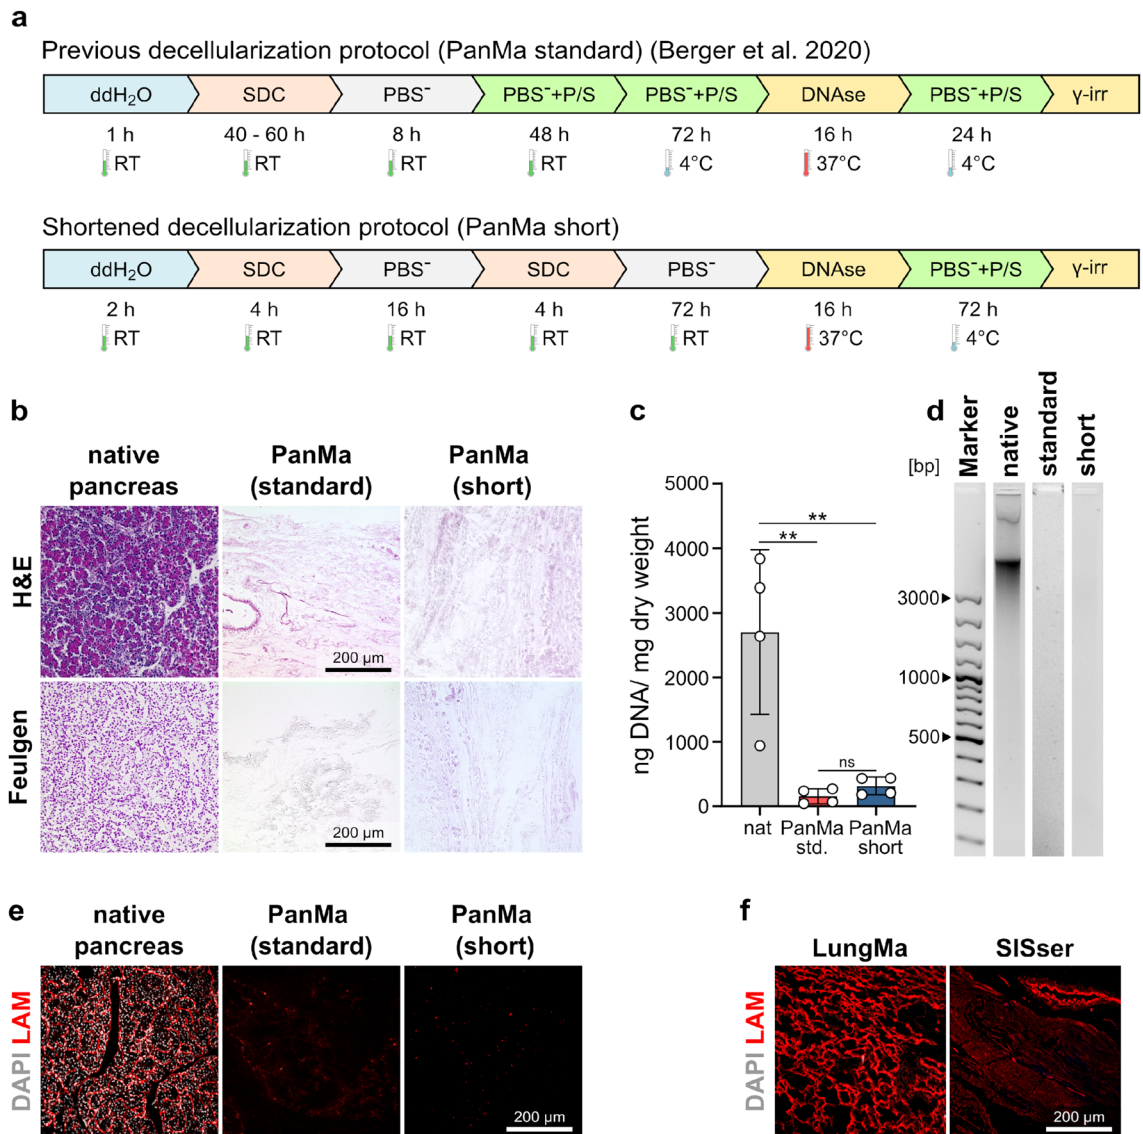 a
Previous decellularization protocol (PanMa standard) (Berger et al. 2020)
ddH₂O SDC PBS⁻ PBS⁻+P/S PBS⁻+P/S DNAse PBS⁻+P/S γ-irr
1 h 40 - 60 h 8 h 48 h 72 h 16 h 24 h
RT RT RT RT 4°C 37°C 4°C
Shortened decellularization protocol (PanMa short)
ddH₂O SDC PBS⁻ SDC PBS⁻ DNAse PBS⁻+P/S γ-irr
2 h 4 h 16 h 4 h 72 h 16 h 72 h
RT RT RT RT RT 37°C 4°C
b
native
pancreas
PanMa
(standard)
PanMa
(short)
H&E
200 µm
Feulgen
200 µm
c
ng DNA/ mg dry weight
5000
4000
3000
2000
1000
0
**
**
ns
nat
PanMa
std.
PanMa
short
d
[bp]
Marker
native
standard
short
3000
1000
500
e
native
pancreas
PanMa
(standard)
PanMa
(short)
DAPI LAM
200 µm
f
LungMa
SISser
DAPI LAM
200 µm